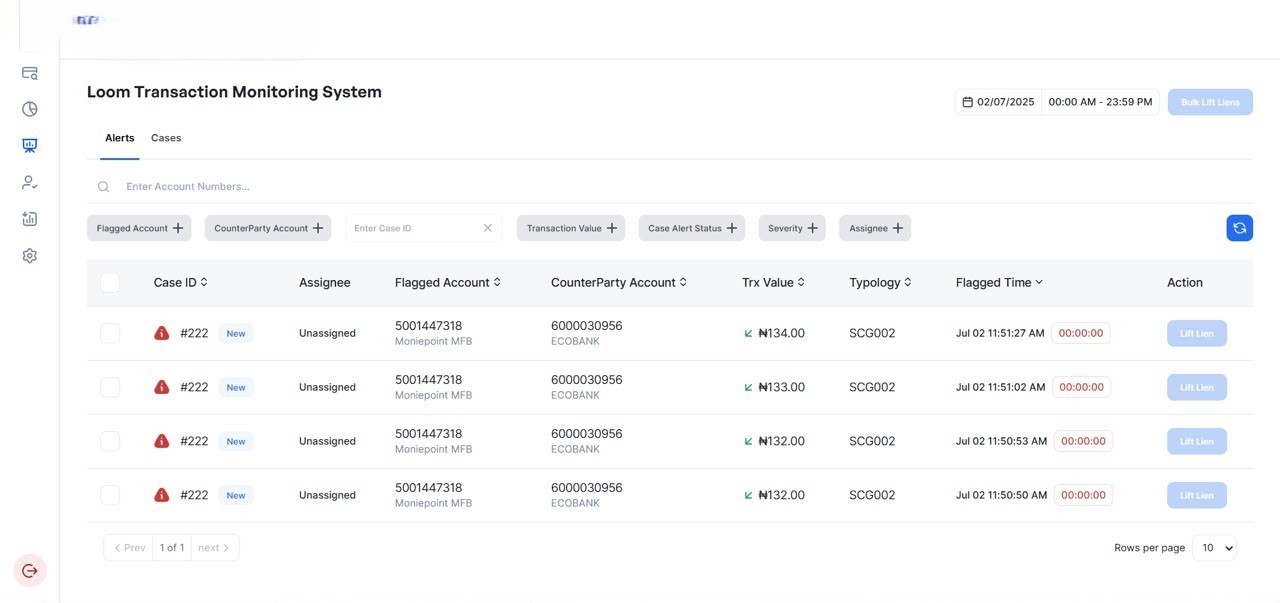 Loom Transaction Monitoring System
02/07/2025 00:00 AM - 23:59 PM Bulk Lift Liens
Alerts Cases
Enter Account Numbers...
Flagged Account CounterParty Account Enter Case ID Transaction Value Case Alert Status Severity Assignee
Case ID Assignee Flagged Account CounterParty Account Trx Value Typology Flagged Time Action
#222 New Unassigned 5001447318 6000030956 ₦134.00 SCG002 Jul 02 11:51:27 AM 00:00:00 Lift Lien
Moniepoint MFB ECOBANK
#222 New Unassigned 5001447318 6000030956 ₦133.00 SCG002 Jul 02 11:51:02 AM 00:00:00 Lift Lien
Moniepoint MFB ECOBANK
#222 New Unassigned 5001447318 6000030956 ₦132.00 SCG002 Jul 02 11:50:53 AM 00:00:00 Lift Lien
Moniepoint MFB ECOBANK
#222 New Unassigned 5001447318 6000030956 ₦132.00 SCG002 Jul 02 11:50:50 AM 00:00:00 Lift Lien
Moniepoint MFB ECOBANK
Prev 1 of 1 next Rows per page 10